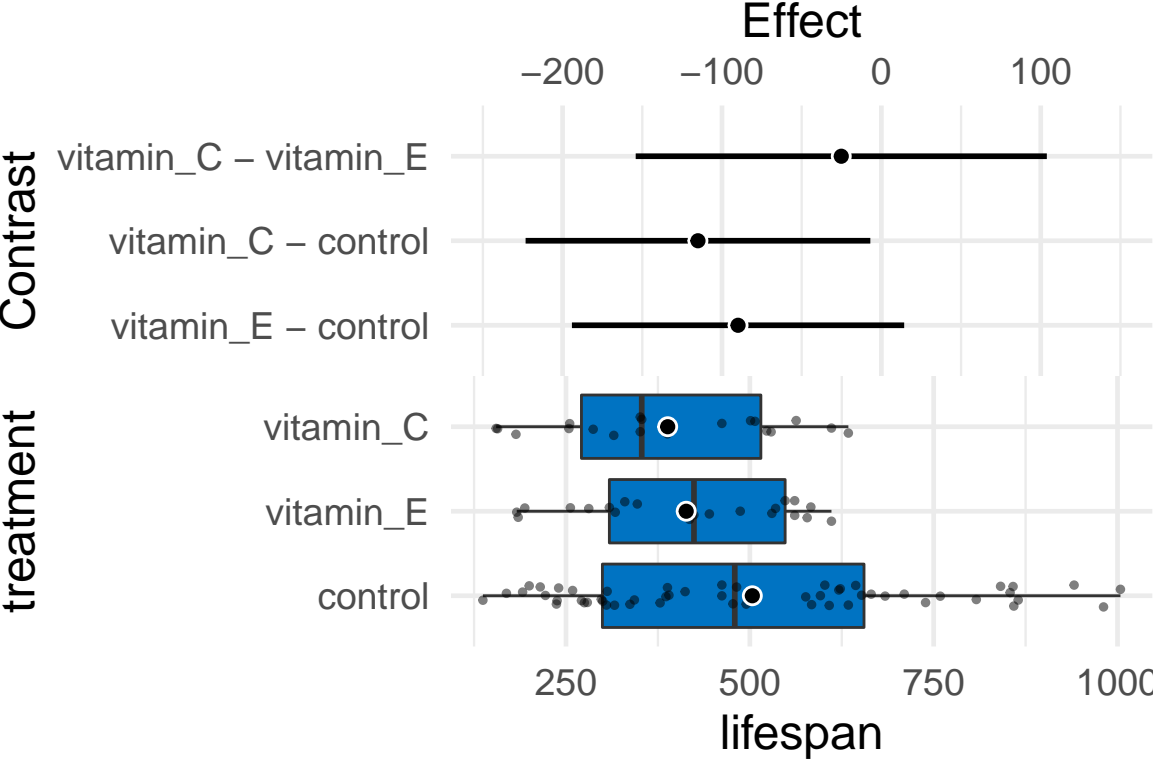 Effect
−200 −100 0 100
Contrast
vitamin_C − vitamin_E
vitamin_C − control
vitamin_E − control
treatment
vitamin_C
vitamin_E
control
250 500 750 1000
lifespan